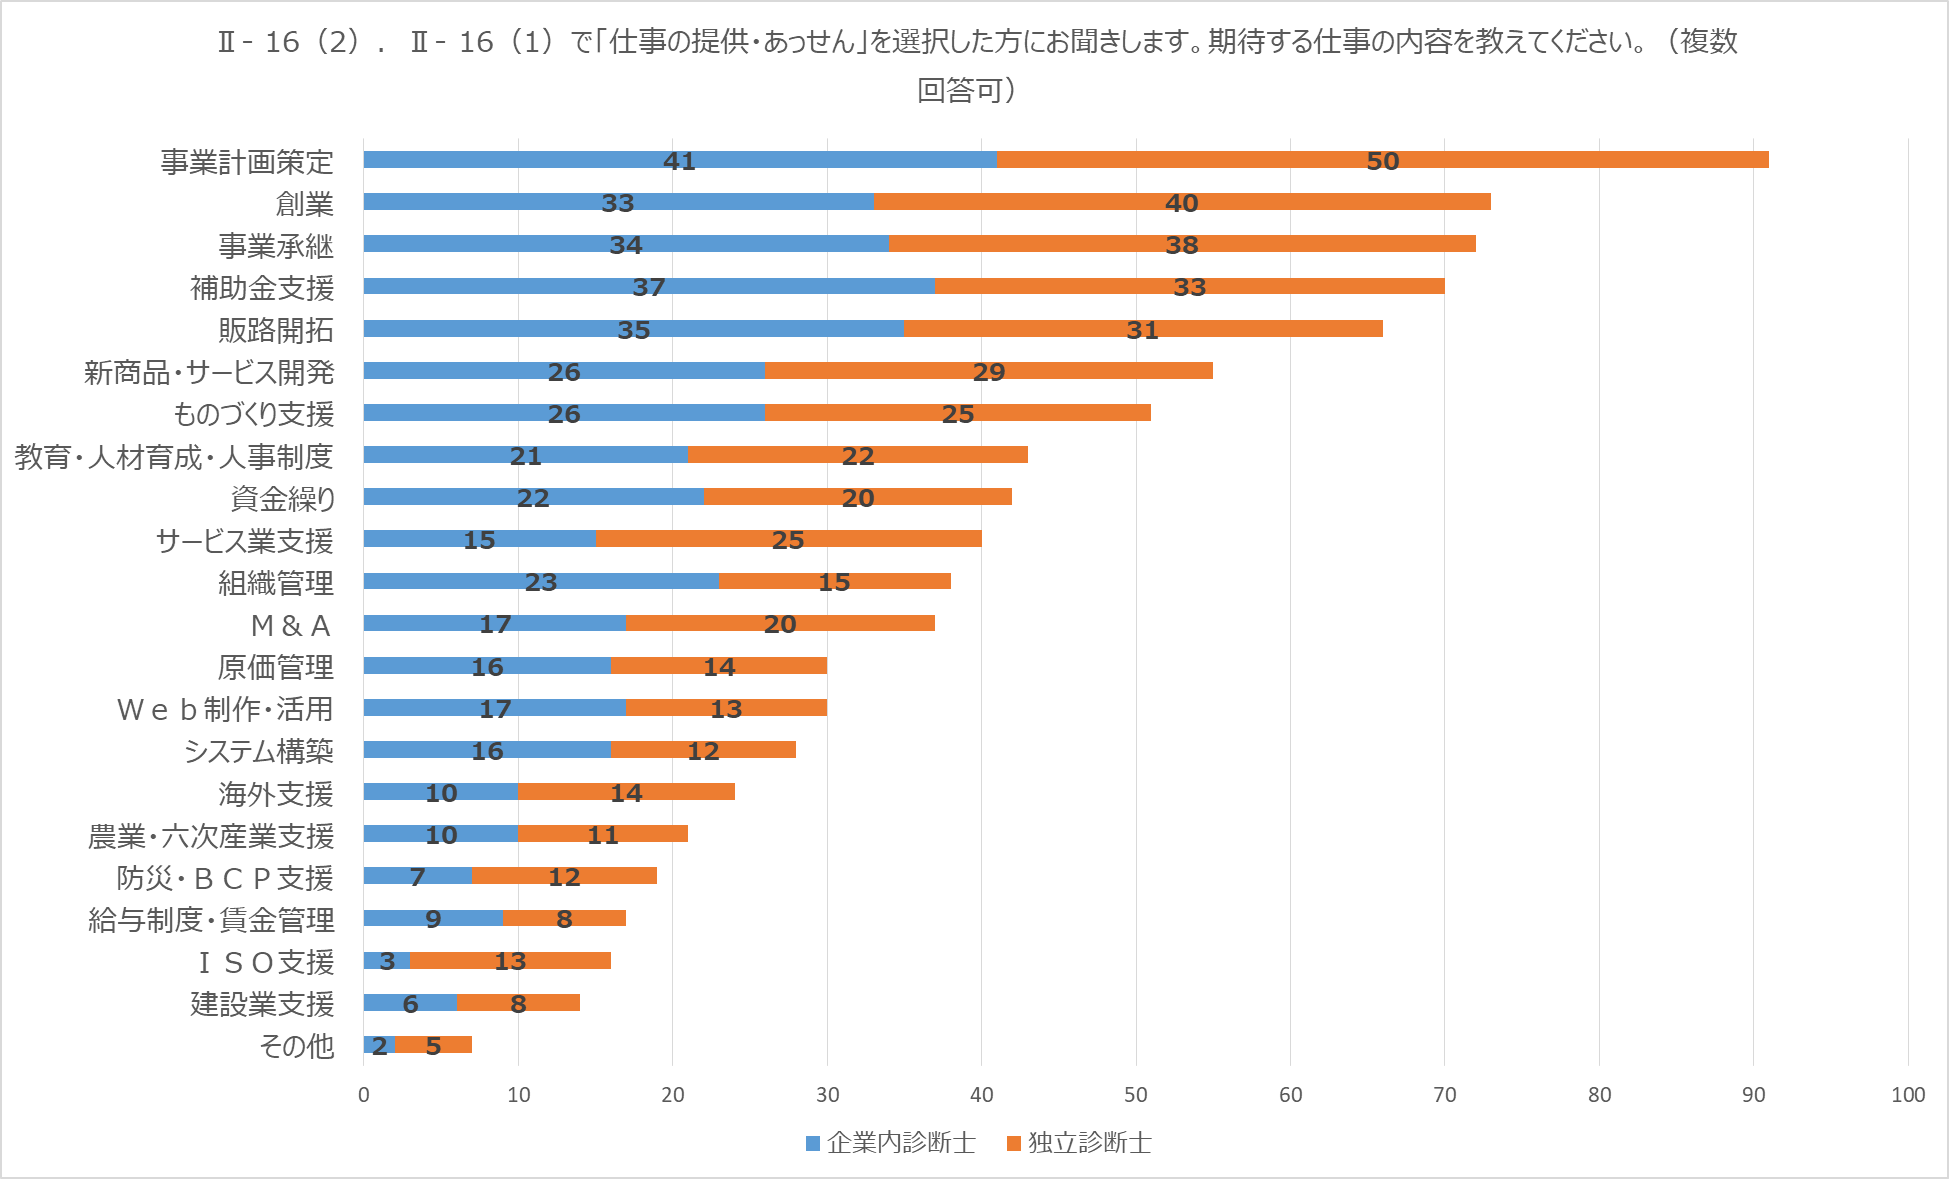 Ⅱ- 16（2）．Ⅱ- 16（1）で「仕事の提供・あっせん」を選択した方にお聞きします。期待する仕事の内容を教えてください。（複数
回答可）
事業計画策定 41 50
創業 33 40
事業承継 34 38
補助金支援 37 33
販路開拓 35 31
新商品・サービス開発 26 29
ものづくり支援 26 25
教育・人材育成・人事制度 21 22
資金繰り 22 20
サービス業支援 15 25
組織管理 23 15
Ｍ＆Ａ 17 20
原価管理 16 14
Ｗｅｂ制作・活用 17 13
システム構築 16 12
海外支援 10 14
農業・六次産業支援 10 11
防災・ＢＣＰ支援 7 12
給与制度・賃金管理 9 8
ＩＳＯ支援 3 13
建設業支援 6 8
その他 2 5
0 10 20 30 40 50 60 70 80 90 100
企業内診断士 独立診断士